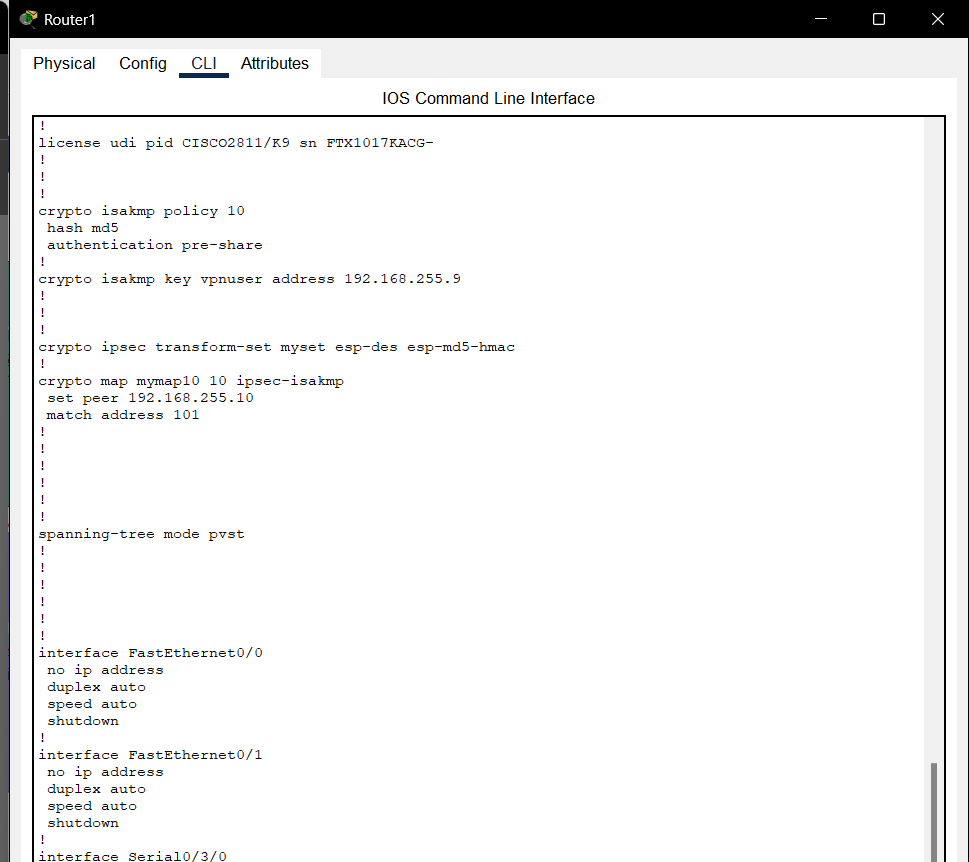 Router1
Physical Config CLI Attributes
IOS Command Line Interface
!
license udi pid CISCO2811/K9 sn FTX1017KACG-
!
!
!
crypto isakmp policy 10
 hash md5
 authentication pre-share
!
crypto isakmp key vpnuser address 192.168.255.9
!
!
!
crypto ipsec transform-set myset esp-des esp-md5-hmac
!
crypto map mymap10 10 ipsec-isakmp
 set peer 192.168.255.10
 match address 101
!
!
!
!
!
!
spanning-tree mode pvst
!
!
!
!
!
!
interface FastEthernet0/0
 no ip address
 duplex auto
 speed auto
 shutdown
!
interface FastEthernet0/1
 no ip address
 duplex auto
 speed auto
 shutdown
!
interface Serial0/3/0